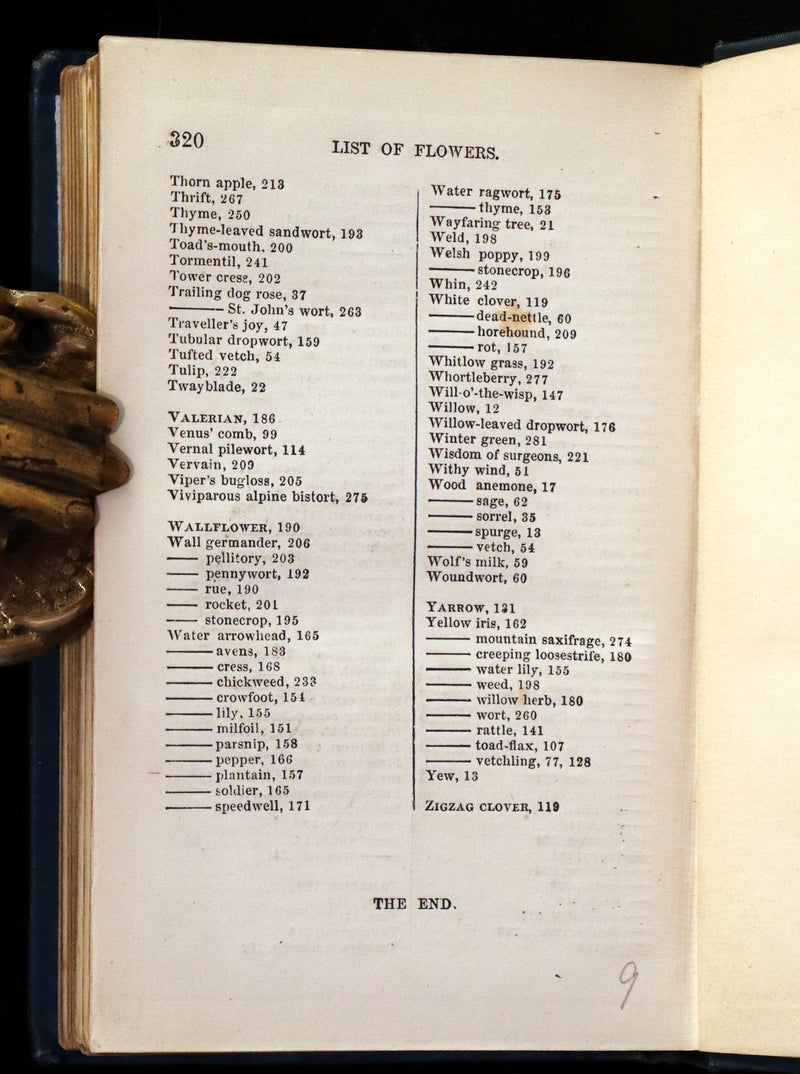 320
LIST OF FLOWERS.
Thorn apple, 213
Thrift, 267
Thyme, 250
Thyme-leaved sandwort, 193
Toad's-mouth, 200
Tormentil, 241
Tower cress, 202
Trailing dog rose, 37
——— St. John's wort, 263
Traveller's joy, 47
Tubular dropwort, 159
Tufted vetch, 54
Tulip, 222
Twayblade, 22
VALERIAN, 186
Venus' comb, 99
Vernal pilewort, 114
Vervain, 209
Viper's bugloss, 205
Viviparous alpine bistort, 275
WALLFLOWER, 190
Wall germander, 206
—— pellitory, 203
—— pennywort, 192
—— rue, 190
—— rocket, 201
—— stonecrop, 195
Water arrowhead, 165
——— avens, 183
——— cress, 168
——— chickweed, 233
——— crowfoot, 154
——— lily, 155
——— milfoil, 151
——— parsnip, 158
——— pepper, 166
——— plantain, 157
——— soldier, 165
——— speedwell, 171
Water ragwort, 175
——— thyme, 153
Wayfaring tree, 21
Weld, 198
Welsh poppy, 199
——— stonecrop, 196
Whin, 242
White clover, 119
——— dead-nettle, 60
——— horehound, 209
——— rot, 157
Whitlow grass, 192
Whortleberry, 277
Will-o'-the-wisp, 147
Willow, 12
Willow-leaved dropwort, 176
Winter green, 281
Wisdom of surgeons, 221
Withy wind, 51
Wood anemone, 17
——— sage, 62
——— sorrel, 35
——— spurge, 13
——— vetch, 54
Wolf's milk, 59
Woundwort, 60
YARROW, 131
Yellow iris, 162
——— mountain saxifrage, 274
——— creeping loosestrife, 180
——— water lily, 155
——— weed, 198
——— willow herb, 180
——— wort, 260
——— rattle, 141
——— toad-flax, 107
——— vetchling, 77, 128
Yew, 13
ZIGZAG CLOVER, 119
THE END.
9